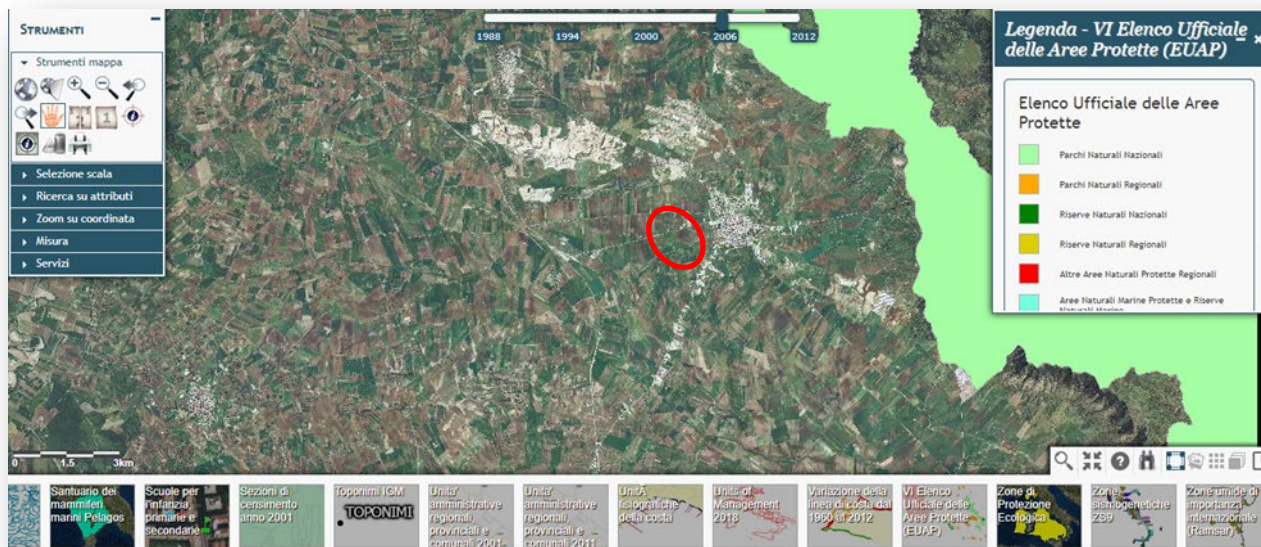 STRUMENTI
Strumenti mappa
Selezione scala
Ricerca su attributi
Zoom su coordinata
Misura
Servizi
1988
1994
2000
2006
2012
Legenda - VI Elenco Ufficiale
delle Aree Protette (EUAP)
Elenco Ufficiale delle Aree
Protette
Parchi Naturali Nazionali
Parchi Naturali Regionali
Riserve Naturali Nazionali
Riserve Naturali Regionali
Altre Aree Naturali Protette Regionali
Aree Naturali Marine Protette e Riserve
Naturali Marine
0 1.5 3km
Santuario dei
mammiferi
marini Pelagos
Scuole per
l'infanzia,
primarie e
secondarie
Sezioni di
censimento
anno 2001
Toponimi IGM
TOPONIMI
Unita'
amministrative
regionali,
provinciali e
comunali 2001-
Unita'
amministrative
regionali,
provinciali e
comunali 2011
UnitÃ
fisiografiche
della costa
Units of
Management
2018
Variazione della
linea di costa dal
1960 al 2012
VI Elenco
Ufficiale delle
Aree Protette
(EUAP)
Zone di
Protezione
Ecologica
Zone
sismogenetiche
ZS9
Zone umide di
importanza
internazionale
(Ramsar)